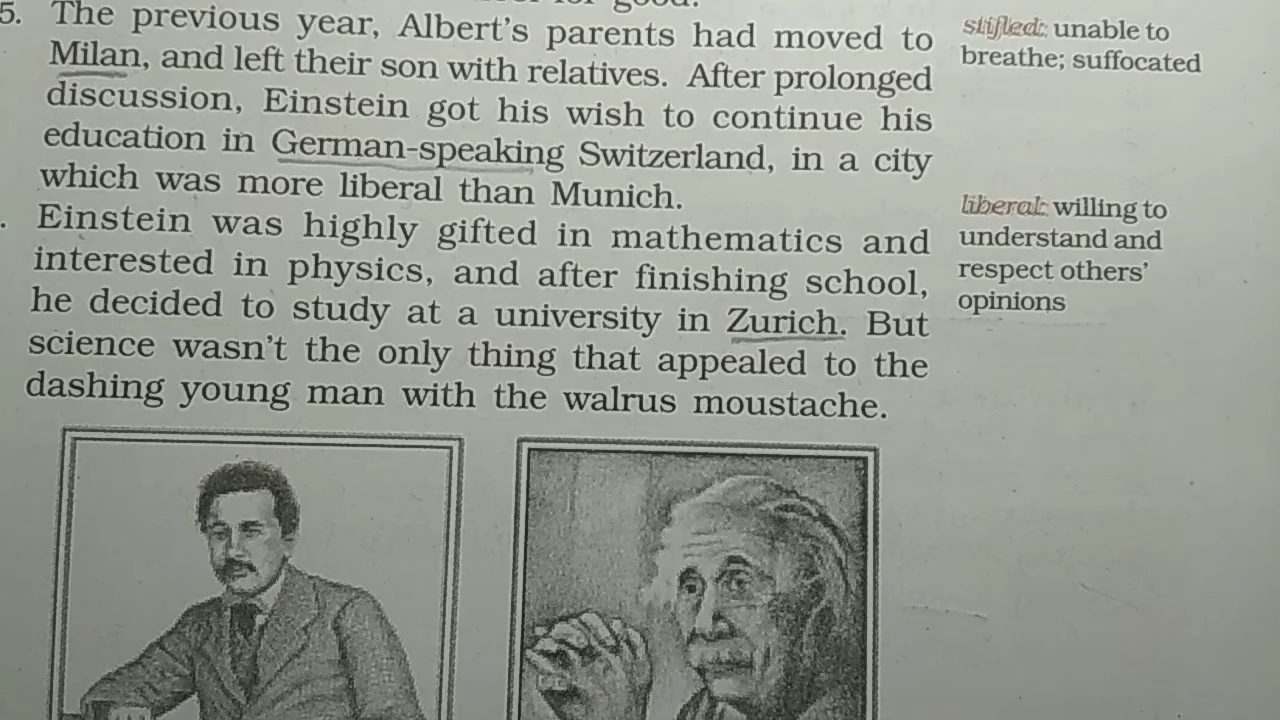 5. The previous year, Albert's parents had moved to
Milan, and left their son with relatives. After prolonged
discussion, Einstein got his wish to continue his
education in German-speaking Switzerland, in a city
which was more liberal than Munich.
. Einstein was highly gifted in mathematics and
interested in physics, and after finishing school,
he decided to study at a university in Zurich. But
science wasn't the only thing that appealed to the
dashing young man with the walrus moustache.
stifled: unable to
breathe; suffocated
liberal: willing to
understand and
respect others'
opinions